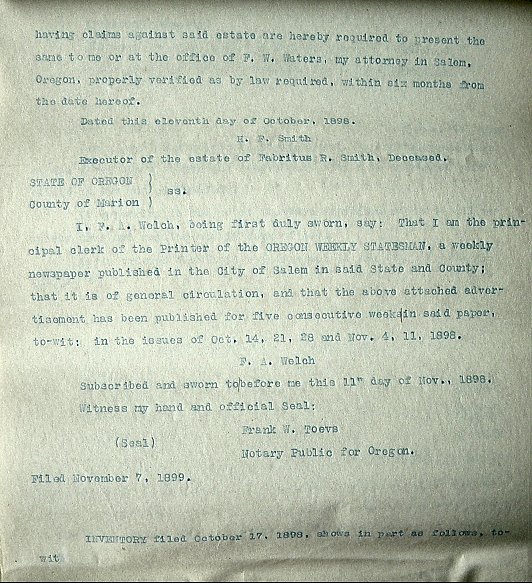 having claims against said estate are hereby required to present the
same to me or at the office of F. W. Waters, my attorney in Salem,
Oregon, properly verified as by law required, within six months from
the date hereof.
Dated this eleventh day of October, 1898.
H. F. Smith
Executor of the estate of Fabritus R. Smith, Deceased.
STATE OF OREGON )
ss.
County of Marion )
I, F. A. Welch, being first duly sworn, say: That I am the prin-
cipal clerk of the Printer of the OREGON WEEKLY STATESMAN, a weekly
newspaper published in the City of Salem in said State and County;
that it is of general circulation, and that the above attached adver-
tisement has been published for five consecutive weeks|in said paper,
to-wit: in the issues of Oct. 14, 21, 28 and Nov. 4, 11, 1898.
F. A. Welch
Subscribed and sworn to|before me this 11" day of Nov., 1898.
Witness my hand and official Seal:
Frank W. Toevs
(Seal)
Notary Public for Oregon.
Filed November 7, 1899.
INVENTORY filed October 17, 1898, shows in part as follows, to-
wit